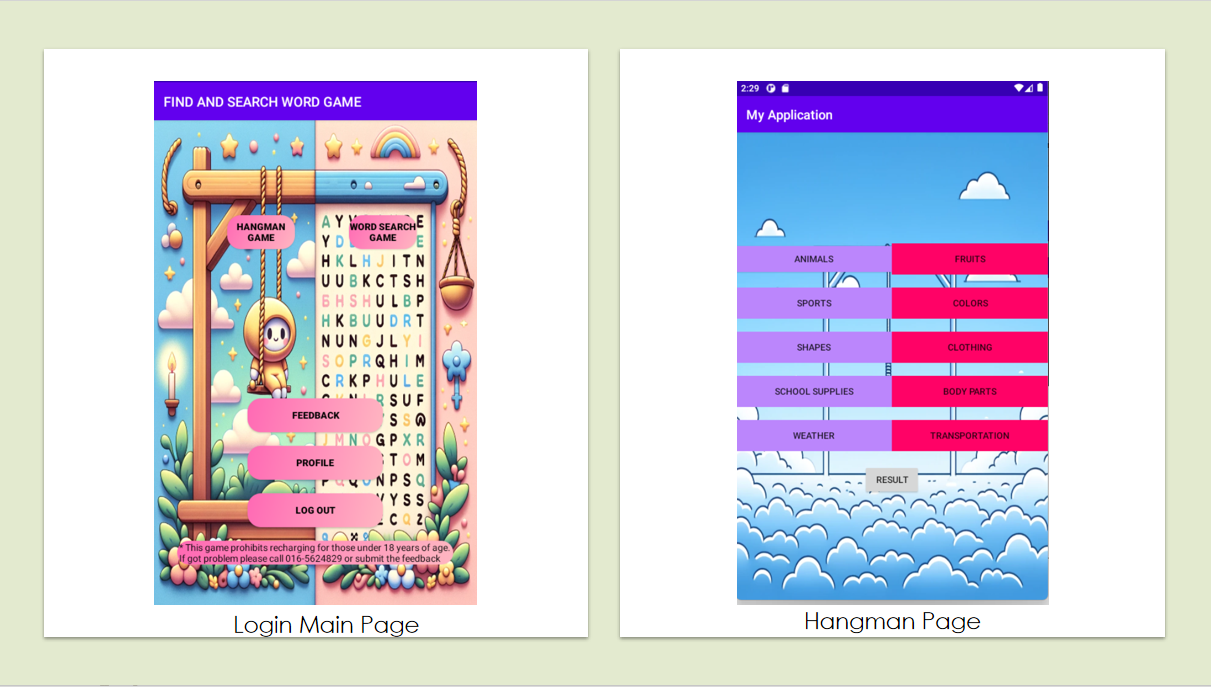 FIND AND SEARCH WORD GAME
HANGMAN
GAME
WORD SEARCH
GAME
FEEDBACK
PROFILE
LOG OUT
* This game prohibits recharging for those under 18 years of age.
If got problem please call 016-5624829 or submit the feedback
Login Main Page
2:29
My Application
ANIMALS
FRUITS
SPORTS
COLORS
SHAPES
CLOTHING
SCHOOL SUPPLIES
BODY PARTS
WEATHER
TRANSPORTATION
RESULT
Hangman Page